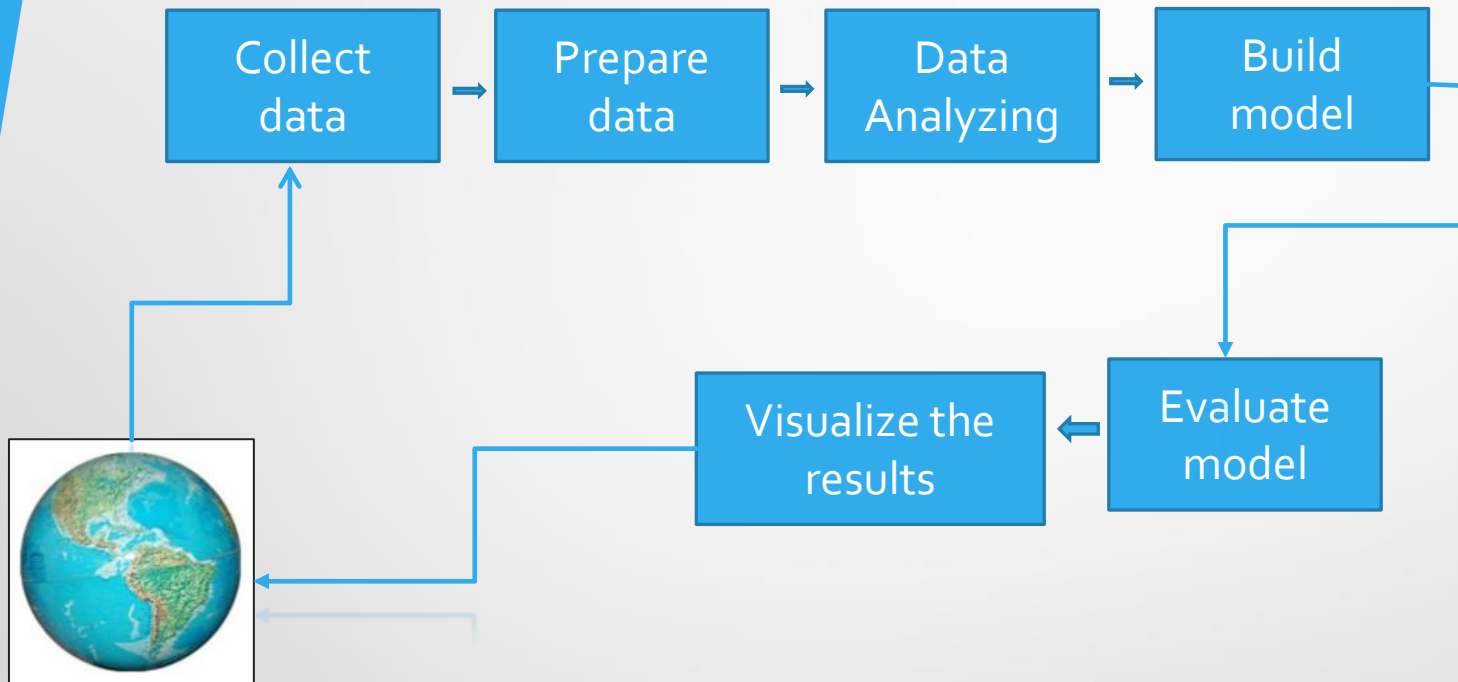 Collect
data
Prepare
data
Data
Analyzing
Build
model
Evaluate
model
Visualize the
results